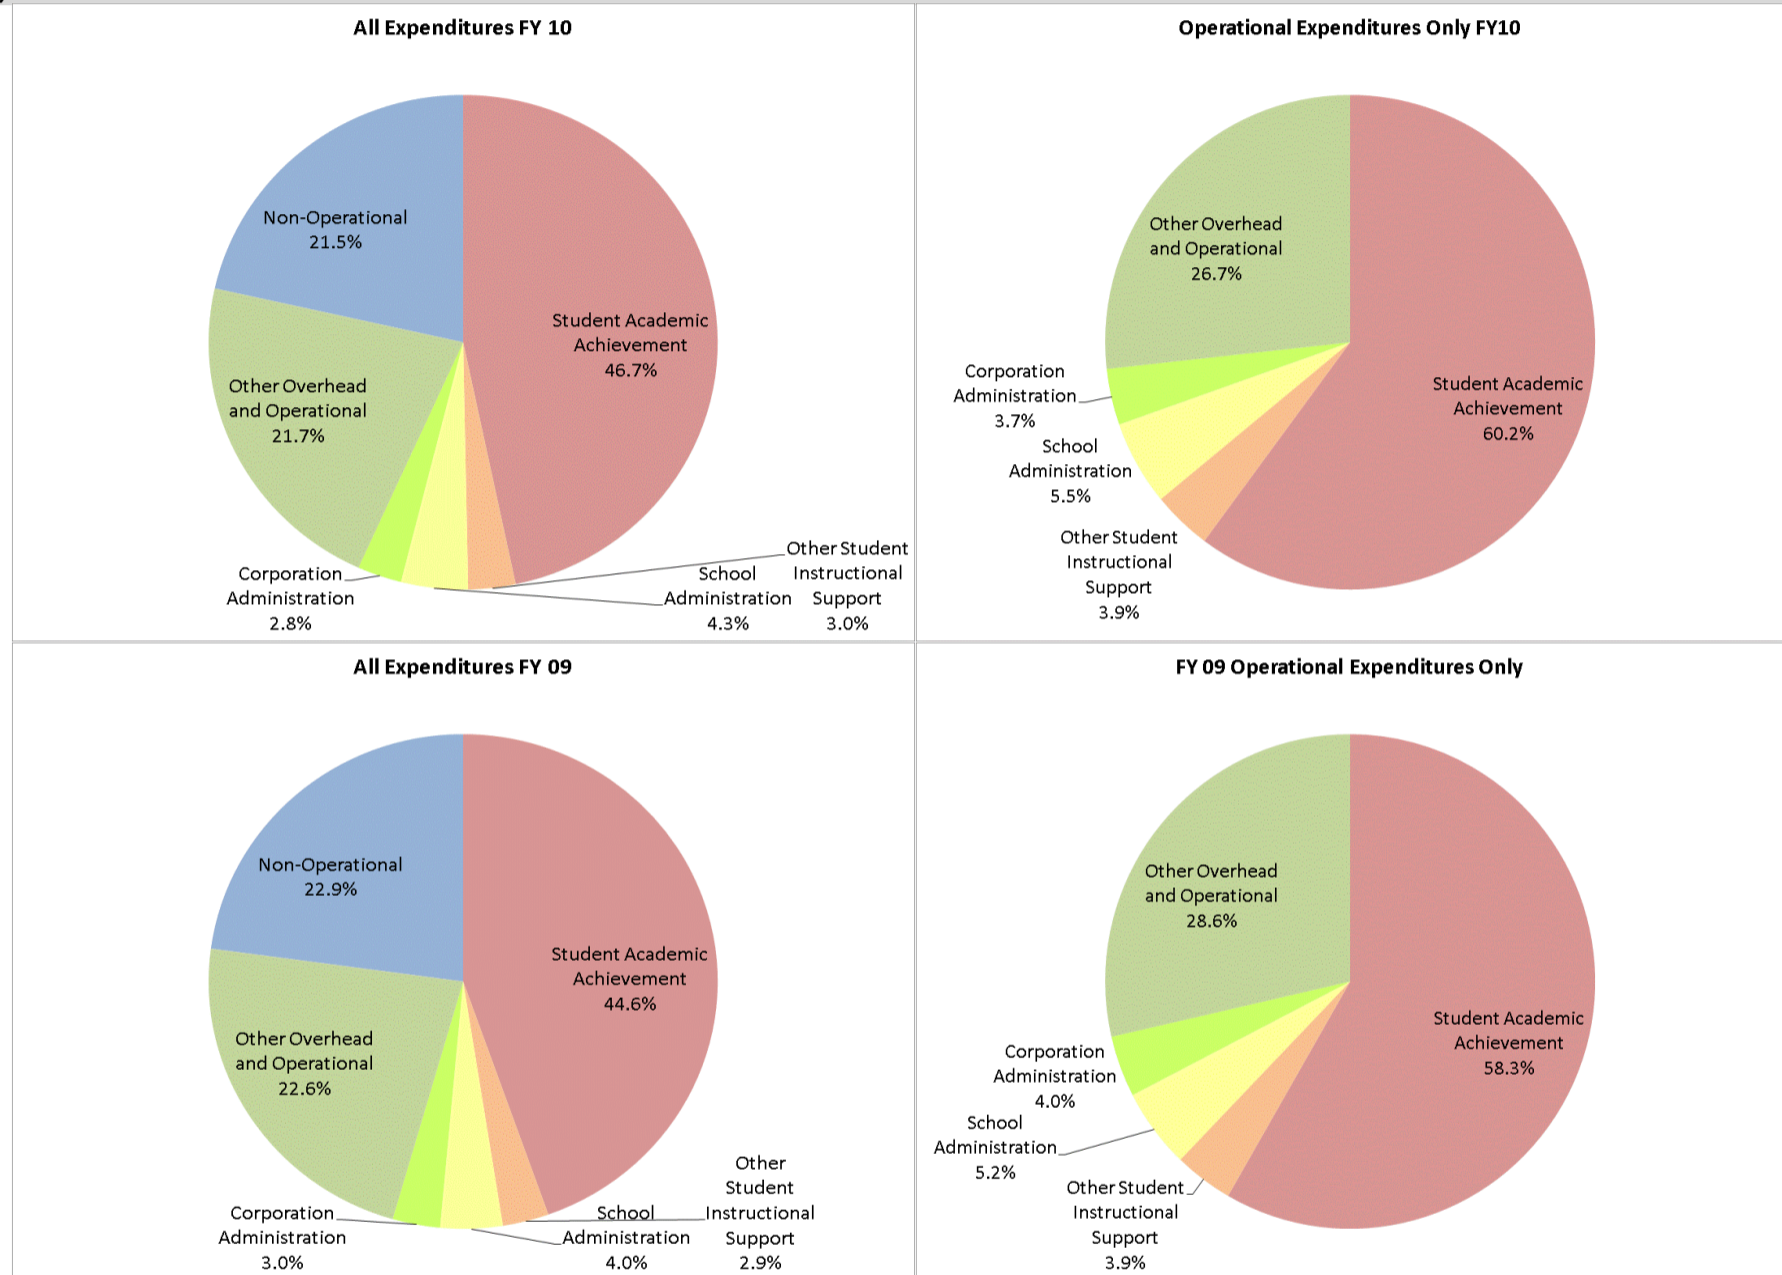 All Expenditures FY 10
Non-Operational
21.5%
Student Academic
Achievement
46.7%
Other Overhead
and Operational
21.7%
Corporation
Administration
2.8%
School
Administration
4.3%
Other Student
Instructional
Support
3.0%
Operational Expenditures Only FY10
Other Overhead
and Operational
26.7%
Corporation
Administration
3.7%
Student Academic
Achievement
60.2%
School
Administration
5.5%
Other Student
Instructional
Support
3.9%
All Expenditures FY 09
Non-Operational
22.9%
Student Academic
Achievement
44.6%
Other Overhead
and Operational
22.6%
Corporation
Administration
3.0%
School
Administration
4.0%
Other
Student
Instructional
Support
2.9%
FY 09 Operational Expenditures Only
Other Overhead
and Operational
28.6%
Student Academic
Achievement
58.3%
Corporation
Administration
4.0%
School
Administration
5.2%
Other Student
Instructional
Support
3.9%